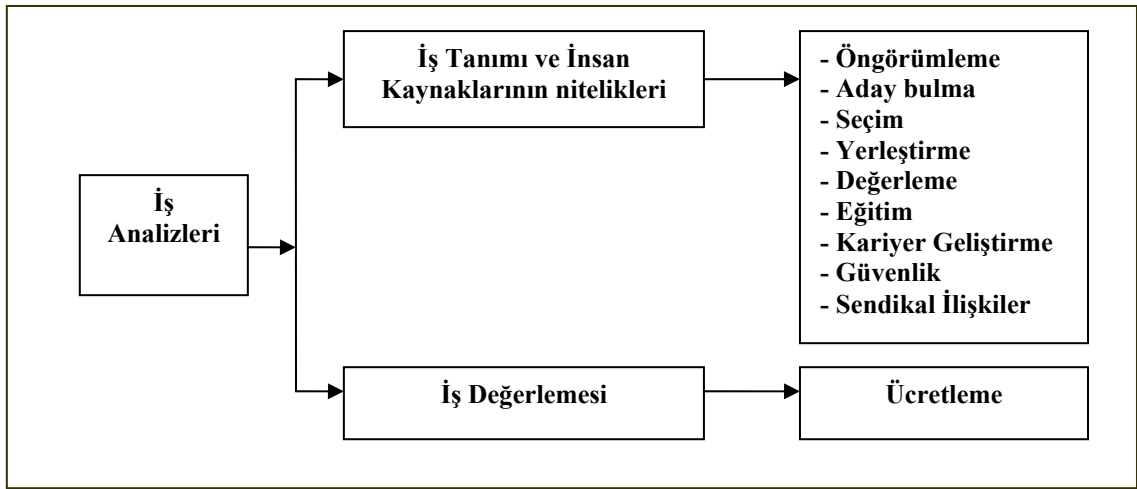 İş
Analizleri
İş Tanımı ve İnsan
Kaynaklarının nitelikleri
- Öngörümleme
- Aday bulma
- Seçim
- Yerleştirme
- Değerleme
- Eğitim
- Kariyer Geliştirme
- Güvenlik
- Sendikal İlişkiler
İş Değerlemesi
Ücretleme